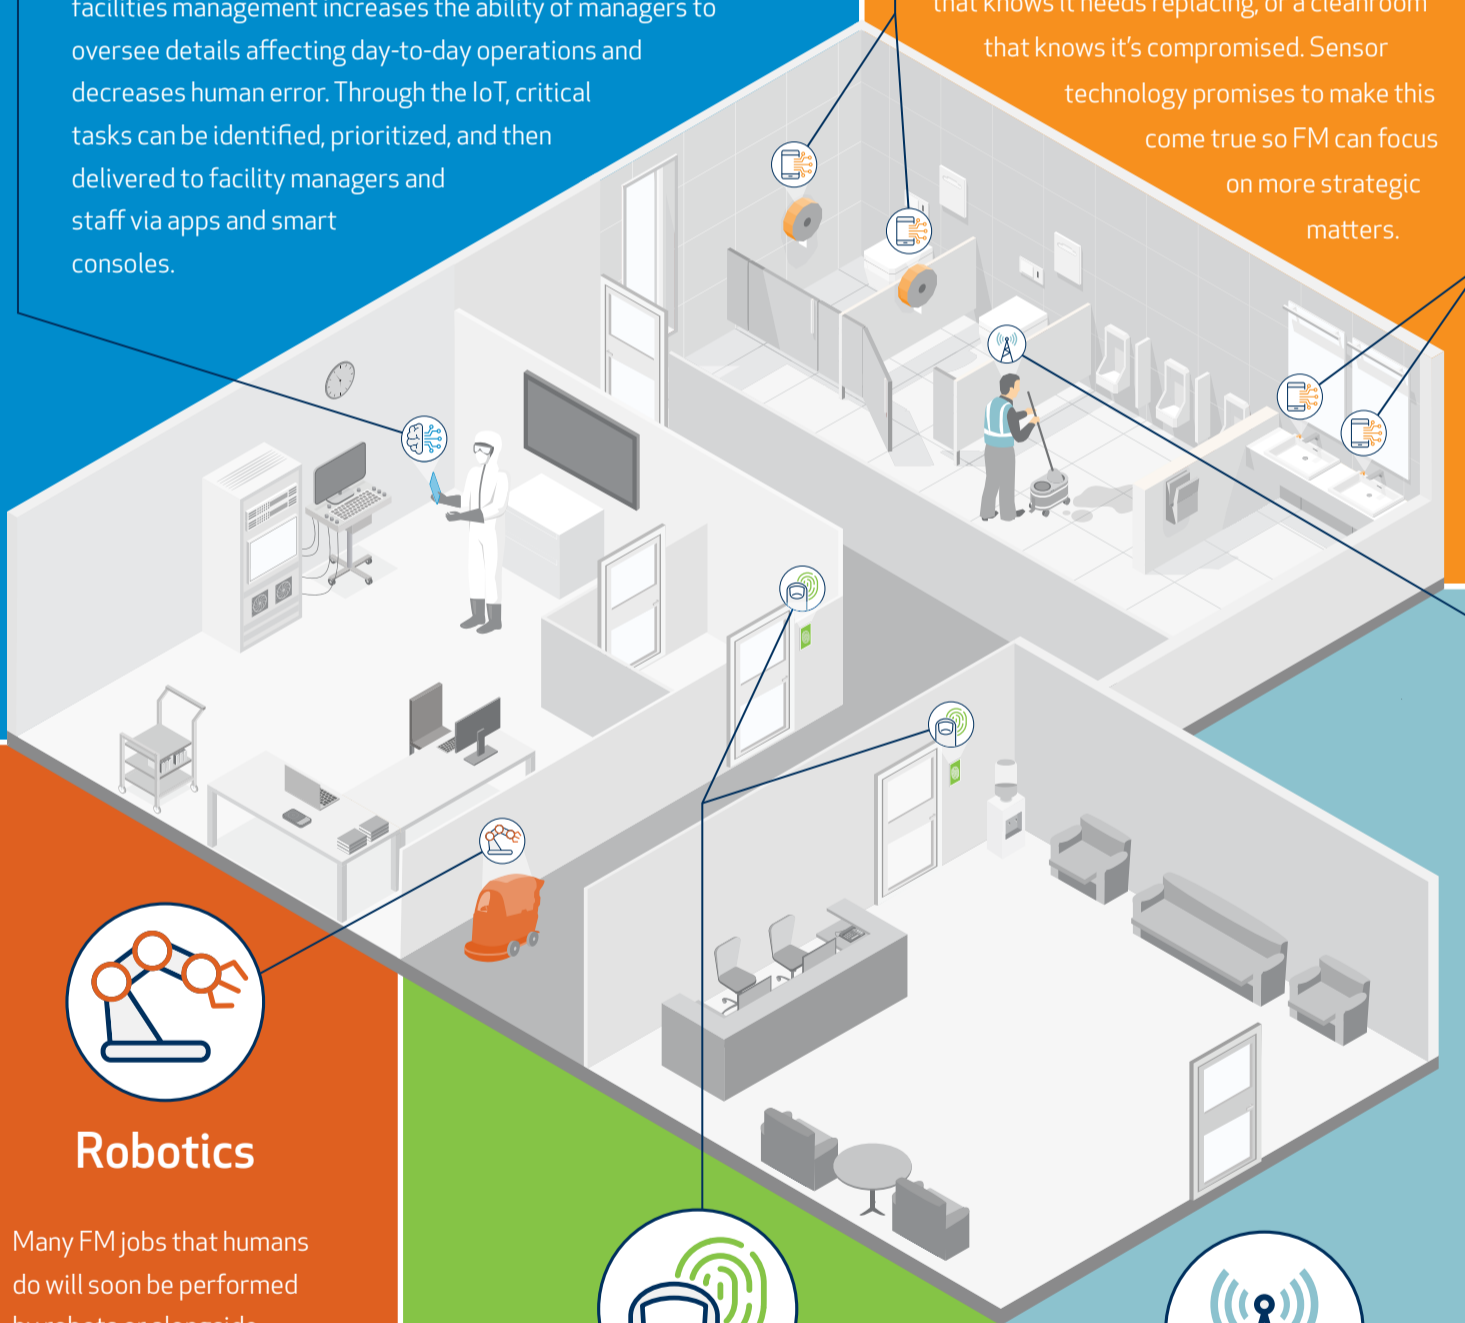 facilities management increases the ability of managers to
oversee details affecting day-to-day operations and
decreases human error. Through the IoT, critical
tasks can be identified, prioritized, and then
delivered to facility managers and
staff via apps and smart
consoles.
that knows it needs replacing, or a cleanroom
that knows it's compromised. Sensor
technology promises to make this
come true so FM can focus
on more strategic
matters.
Robotics
Many FM jobs that humans
do will soon be performed
by robots or alongside